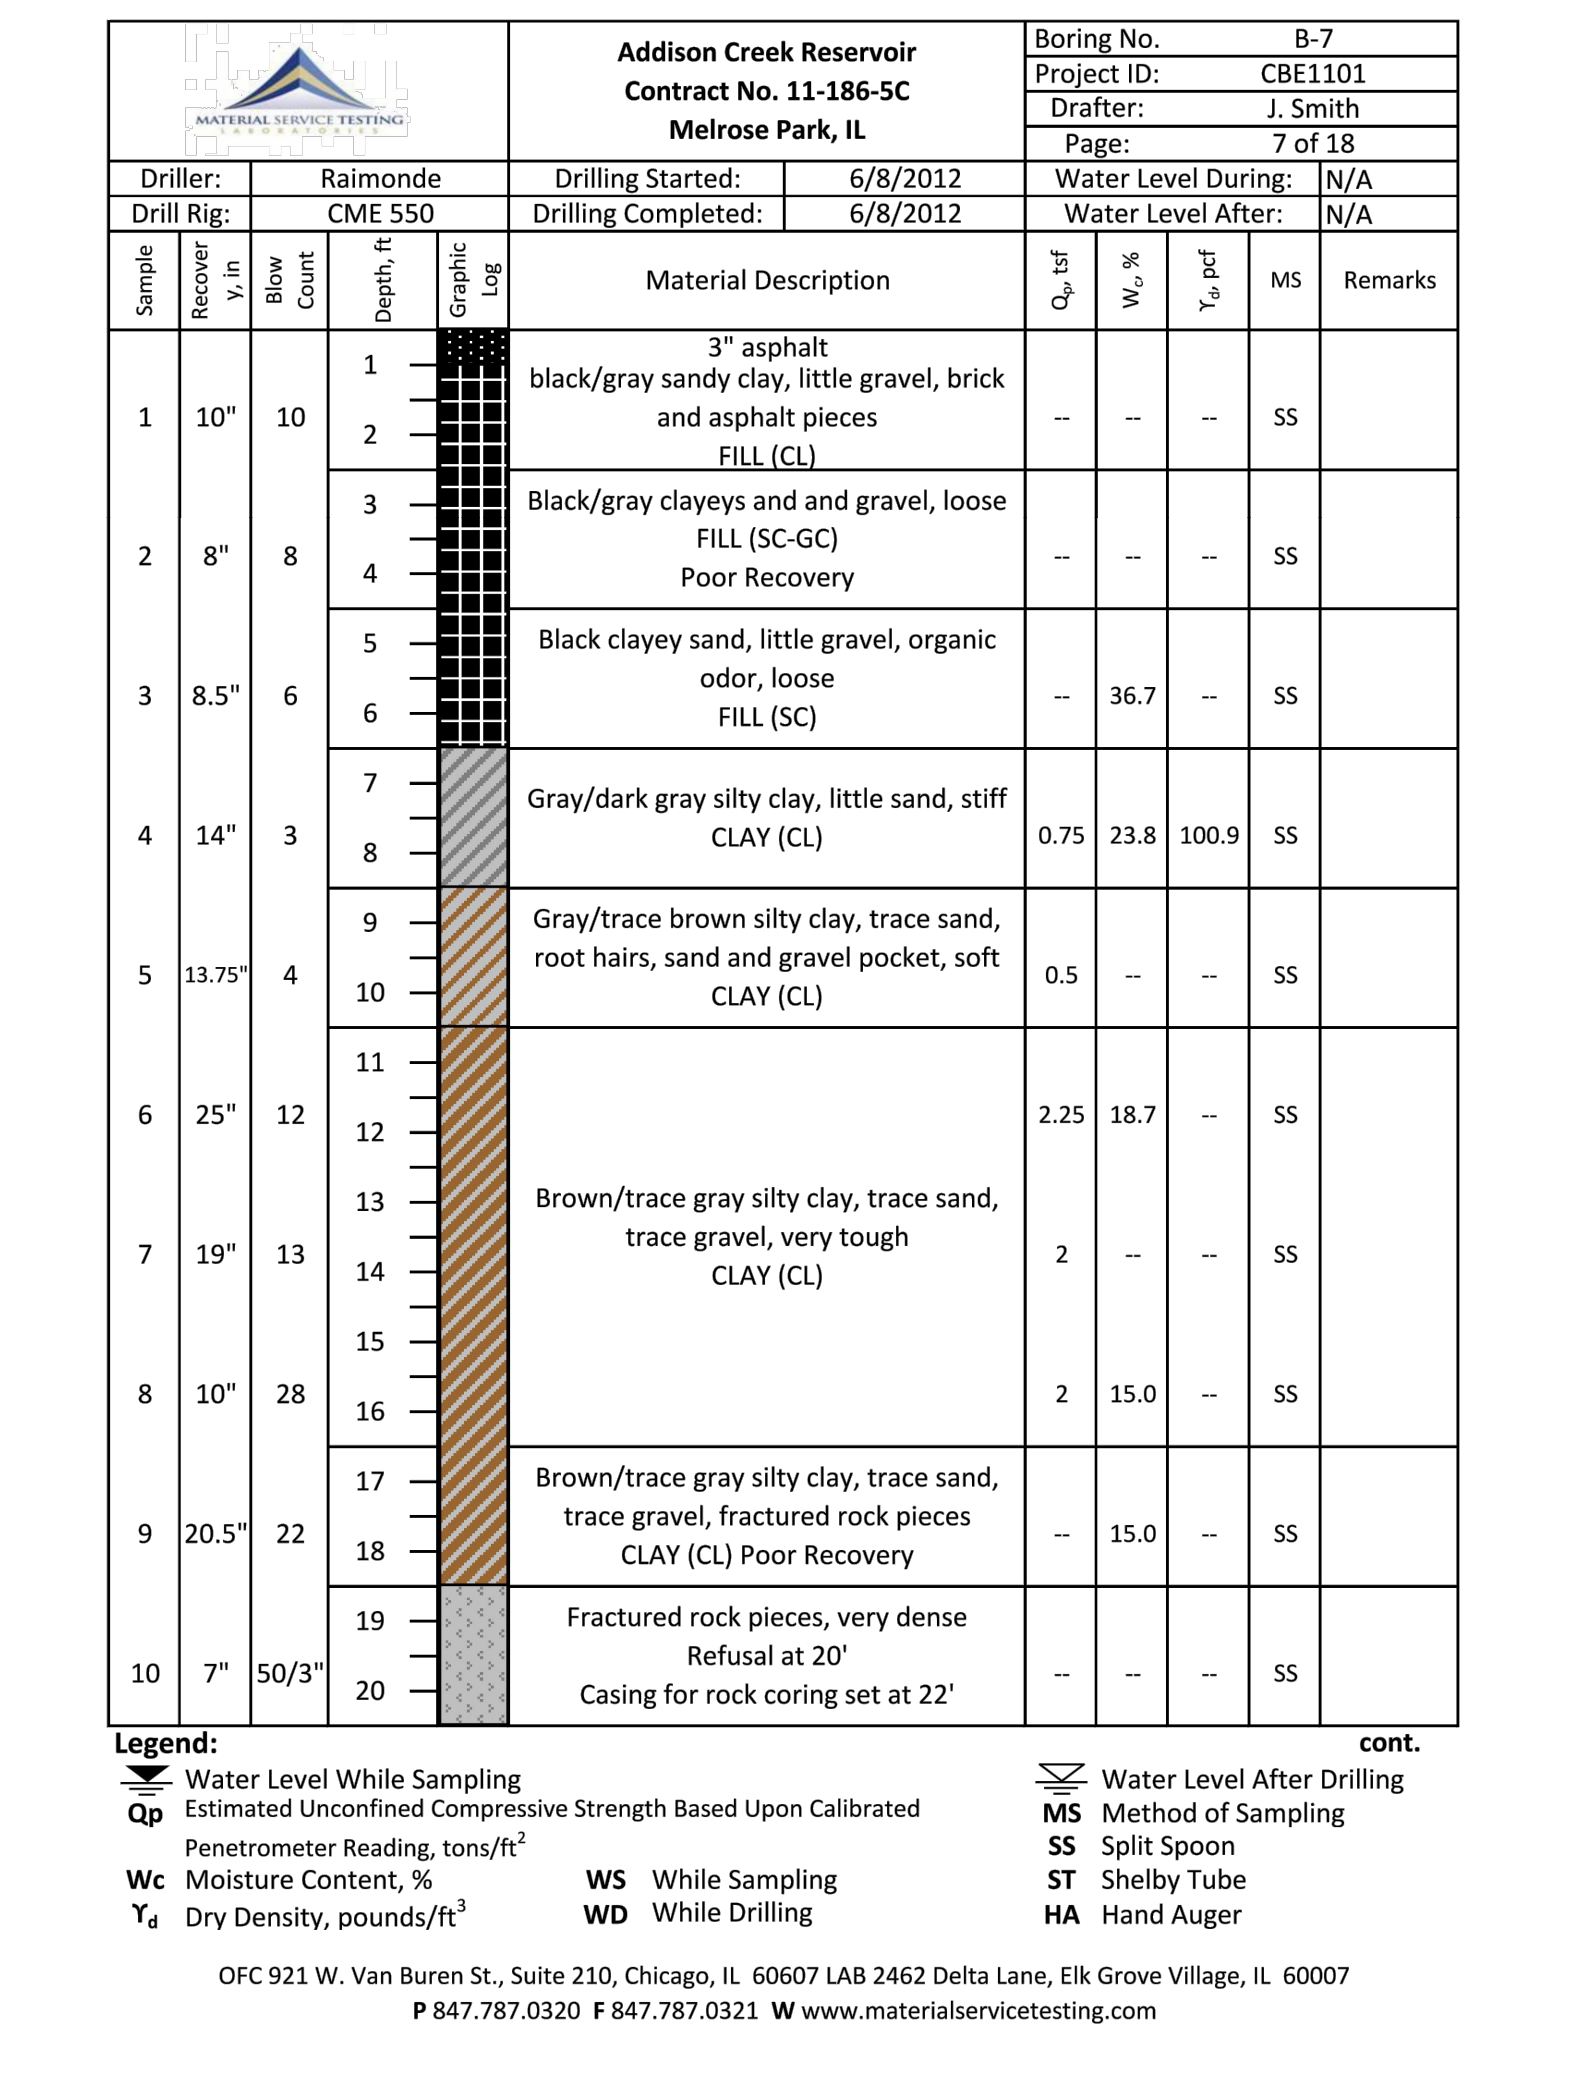 MATERIAL SERVICE TESTING
LABORATORIES
Addison Creek Reservoir
Contract No. 11-186-5C
Melrose Park, IL
Boring No. B-7
Project ID: CBE1101
Drafter: J. Smith
Page: 7 of 18
Driller: Raimonde Drilling Started: 6/8/2012 Water Level During: N/A
Drill Rig: CME 550 Drilling Completed: 6/8/2012 Water Level After: N/A
Sample
Recover
y, in
Blow
Count
Depth, ft
Graphic
Log
Material Description
Qp, tsf
Wc, %
ϒd, pcf
MS
Remarks
1 10" 10
1
2
3" asphalt
black/gray sandy clay, little gravel, brick
and asphalt pieces
FILL (CL)
-- -- -- SS
2 8" 8
3
4
Black/gray clayeys and and gravel, loose
FILL (SC-GC)
Poor Recovery
-- -- -- SS
3 8.5" 6
5
6
Black clayey sand, little gravel, organic
odor, loose
FILL (SC)
-- 36.7 -- SS
4 14" 3
7
8
Gray/dark gray silty clay, little sand, stiff
CLAY (CL)
0.75 23.8 100.9 SS
5 13.75" 4
9
10
Gray/trace brown silty clay, trace sand,
root hairs, sand and gravel pocket, soft
CLAY (CL)
0.5 -- -- SS
6 25" 12
11
12
2.25 18.7 -- SS
7 19" 13
13
14
Brown/trace gray silty clay, trace sand,
trace gravel, very tough
CLAY (CL)
2 -- -- SS
8 10" 28
15
16
2 15.0 -- SS
9 20.5" 22
17
18
Brown/trace gray silty clay, trace sand,
trace gravel, fractured rock pieces
CLAY (CL) Poor Recovery
-- 15.0 -- SS
10 7" 50/3"
19
20
Fractured rock pieces, very dense
Refusal at 20'
Casing for rock coring set at 22'
-- -- -- SS
Legend: cont.
Water Level While Sampling
Qp Estimated Unconfined Compressive Strength Based Upon Calibrated
Penetrometer Reading, tons/ft²
Wc Moisture Content, %
ϒd Dry Density, pounds/ft³
WS While Sampling
WD While Drilling
Water Level After Drilling
MS Method of Sampling
SS Split Spoon
ST Shelby Tube
HA Hand Auger
OFC 921 W. Van Buren St., Suite 210, Chicago, IL 60607 LAB 2462 Delta Lane, Elk Grove Village, IL 60007
P 847.787.0320 F 847.787.0321 W www.materialservicetesting.com